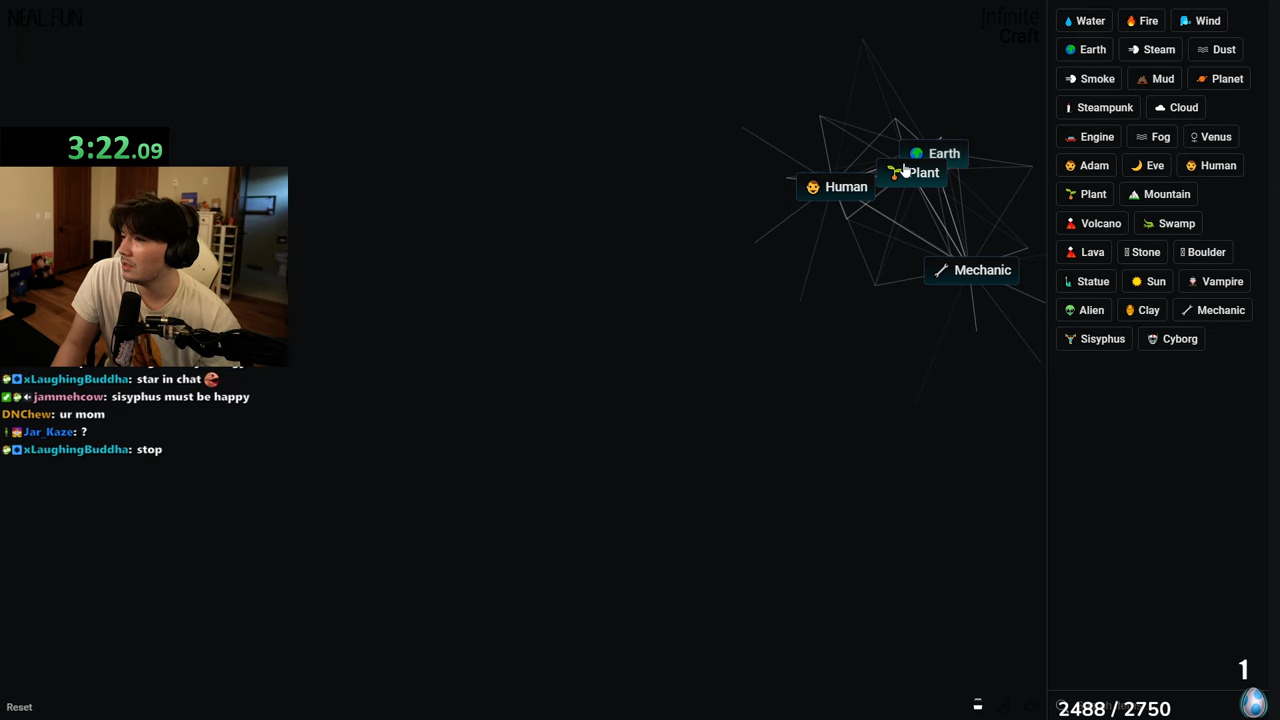 NEAL.FUN
Infinite
Craft
3:22.09
Earth
Plant
Human
Mechanic
xLaughingBuddha: star in chat
jammehcow: sisyphus must be happy
DNChew: ur mom
Jar_Kaze: ?
xLaughingBuddha: stop
Reset
Water Fire Wind
Earth Steam Dust
Smoke Mud Planet
Steampunk Cloud
Engine Fog Venus
Adam Eve Human
Plant Mountain
Volcano Swamp
Lava Stone Boulder
Statue Sun Vampire
Alien Clay Mechanic
Sisyphus Cyborg
1
2488 / 2750